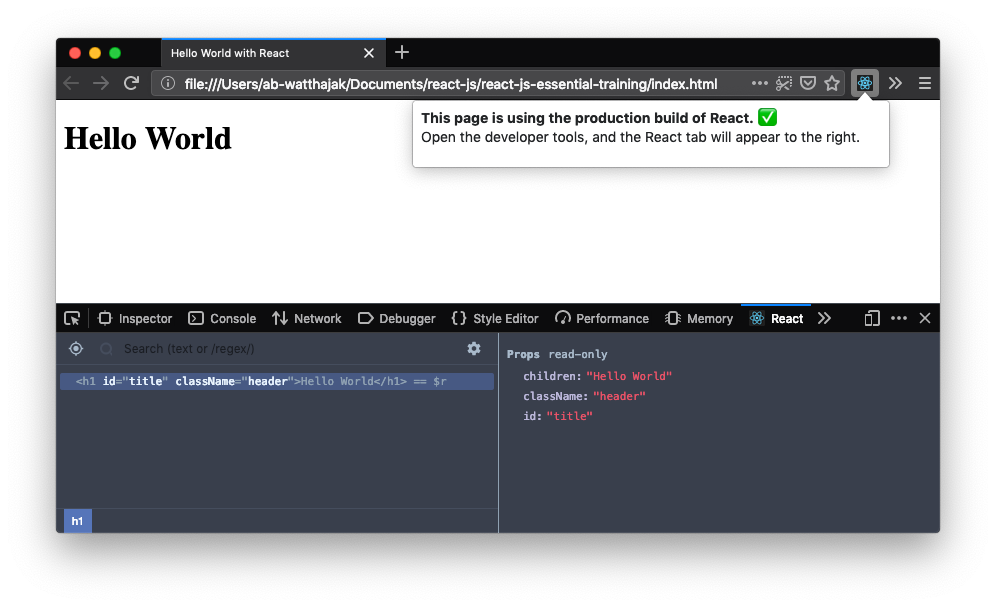 Hello World with React
file:///Users/ab-watthajak/Documents/react-js/react-js-essential-training/index.html
This page is using the production build of React. ✅
Open the developer tools, and the React tab will appear to the right.
Hello World
Inspector Console Network Debugger {} Style Editor Performance Memory React
Search (text or /regex/)
<h1 id="title" className="header">Hello World</h1> == $r
Props read-only
children: "Hello World"
className: "header"
id: "title"
h1